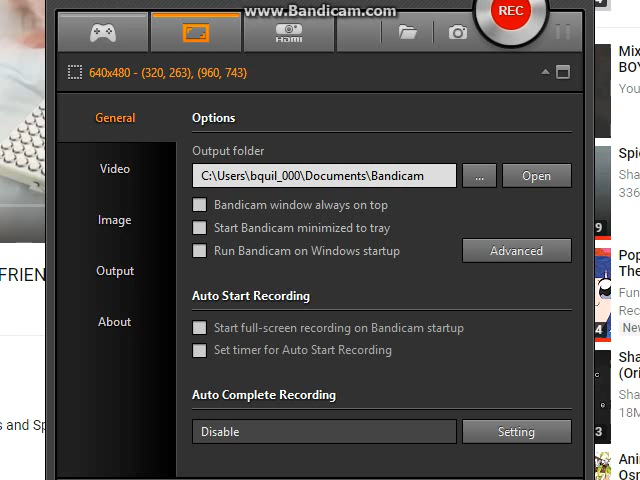 www.Bandicam.com
REC
HDMI
640x480 - (320, 263), (960, 743)
General
Video
Image
Output
About
Options
Output folder
C:\Users\bquil_000\Documents\Bandicam
...
Open
Bandicam window always on top
Start Bandicam minimized to tray
Run Bandicam on Windows startup
Advanced
Auto Start Recording
Start full-screen recording on Bandicam startup
Set timer for Auto Start Recording
Auto Complete Recording
Disable
Setting
FRIEN
s and Sp
Mix
BOY
You
Spi
Sha
336
9
Pop
The
Fun
Rec
New
4
Sha
(Ori
Sha
18M
3
Ani
Osn